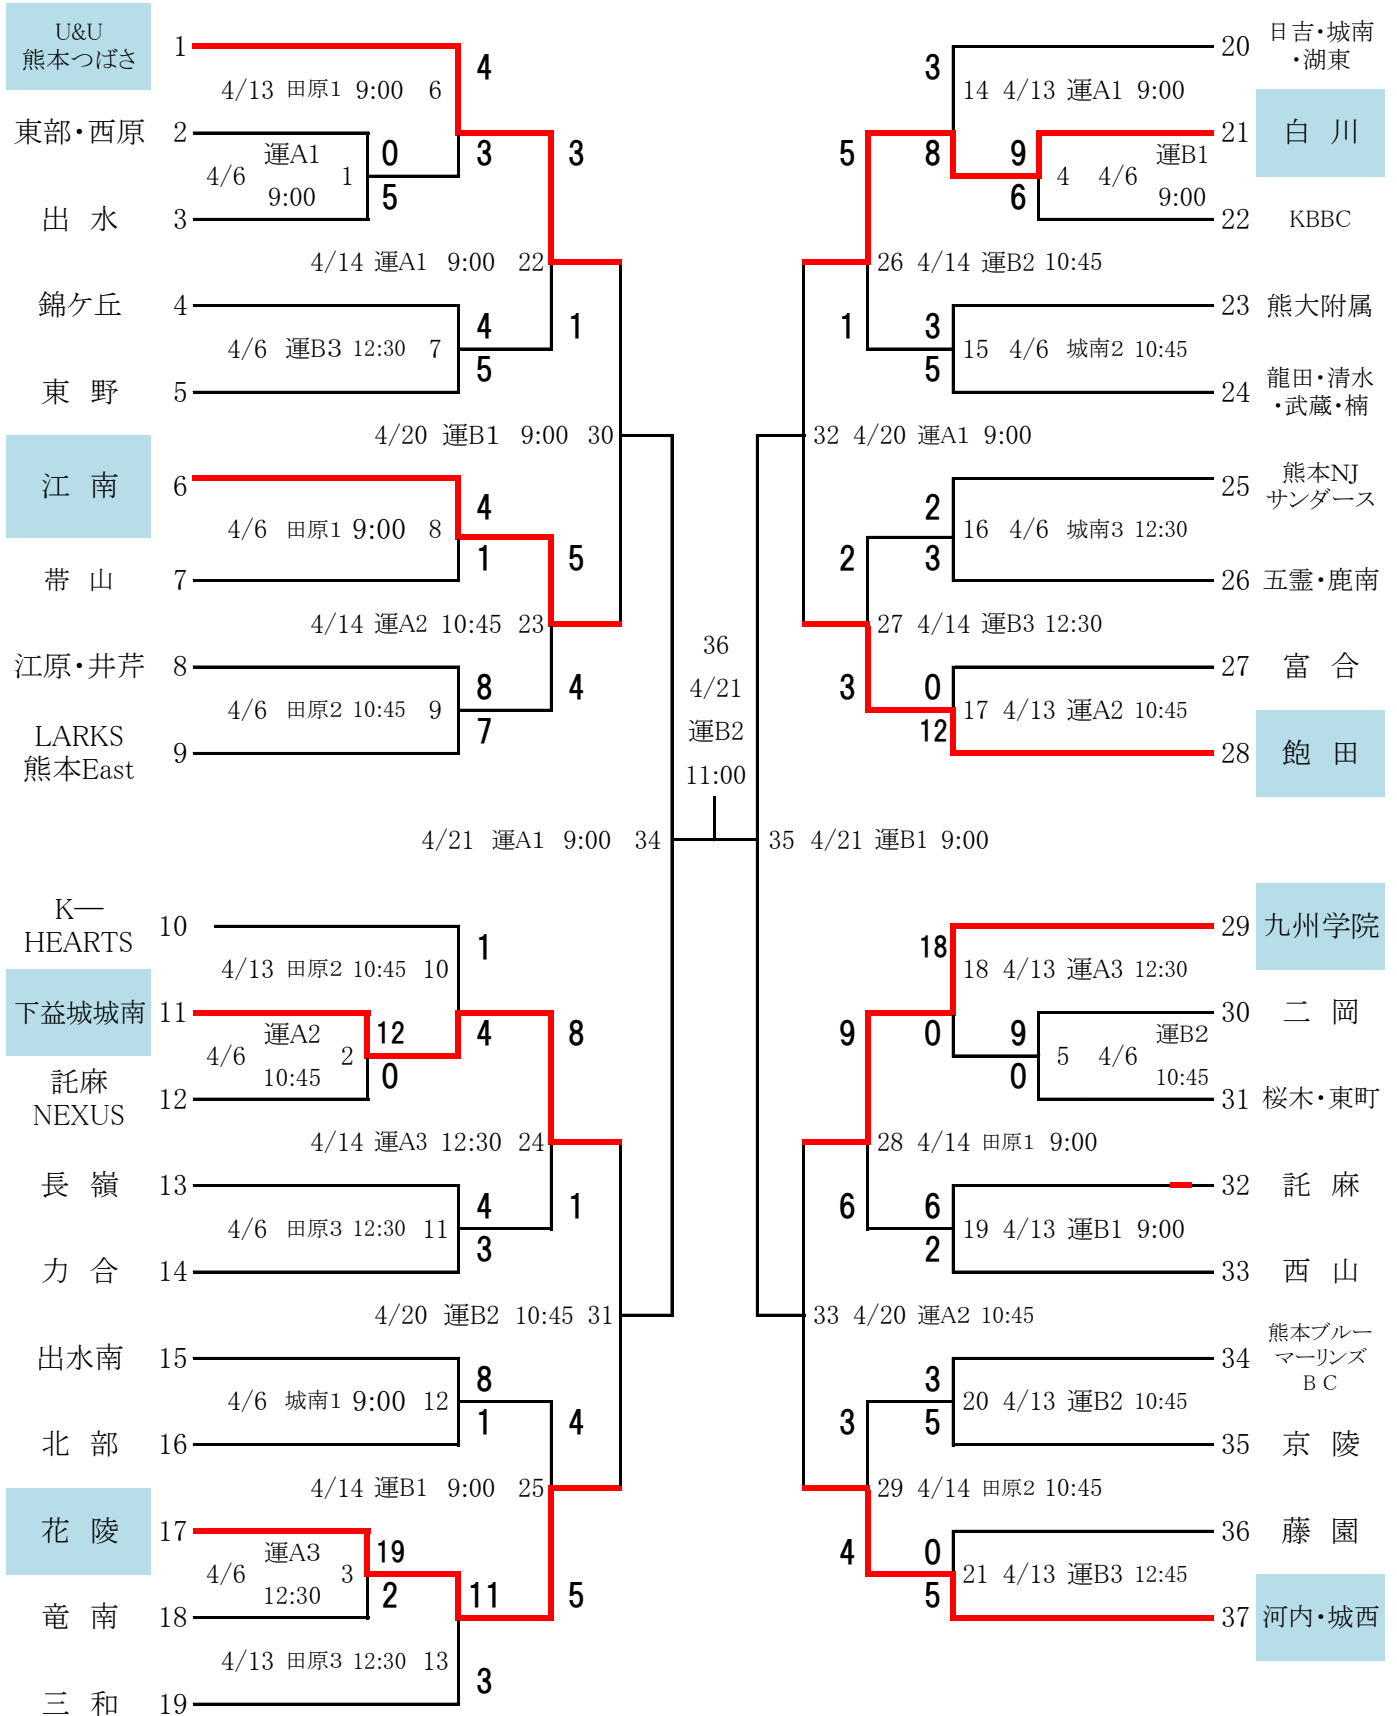 U&U
熊本つばさ
1
4
4/13 田原1 9:00 6
東部・西原
2
0
3
3
運A1
4/6
1
9:00
5
出 水
3
4/14 運A1 9:00 22
錦ケ丘
4
4
1
4/6 運B3 12:30 7
5
東 野
5
4/20 運B1 9:00 30
江 南
6
4
4/6 田原1 9:00 8
1
5
帯 山
7
4/14 運A2 10:45 23
江原・井芹
8
8
4
4/6 田原2 10:45 9
7
LARKS
熊本East
9
4/21 運A1 9:00 34
K―
HEARTS
10
1
4/13 田原2 10:45 10
下益城城南
11
12
4
8
運A2
4/6
2
10:45
0
託麻
NEXUS
12
4/14 運A3 12:30 24
長 嶺
13
4
1
4/6 田原3 12:30 11
3
力 合
14
4/20 運B2 10:45 31
出水南
15
8
4/6 城南1 9:00 12
1
4
北 部
16
4/14 運B1 9:00 25
花 陵
17
19
運A3
4/6
3
12:30
2
11
5
竜 南
18
4/13 田原3 12:30 13
3
三 和
19
36
4/21
運B2
11:00
3
20
日吉・城南
・湖東
14 4/13 運A1 9:00
5
8
9
21
白 川
運B1
4 4/6
9:00
6
22
KBBC
26 4/14 運B2 10:45
1
3
23
熊大附属
15 4/6 城南2 10:45
5
24
龍田・清水
・武蔵・楠
32 4/20 運A1 9:00
2
25
熊本NJ
サンダース
16 4/6 城南3 12:30
2
3
26
五霊・鹿南
27 4/14 運B3 12:30
3
0
27
富 合
17 4/13 運A2 10:45
12
28
飽 田
35 4/21 運B1 9:00
18
29
九州学院
18 4/13 運A3 12:30
9
0
9
30
二 岡
運B2
5 4/6
10:45
0
31
桜木・東町
28 4/14 田原1 9:00
6
6
32
託 麻
19 4/13 運B1 9:00
2
33
西 山
33 4/20 運A2 10:45
3
34
熊本ブルー
マーリンズ
ＢＣ
20 4/13 運B2 10:45
3
5
35
京 陵
29 4/14 田原2 10:45
4
0
36
藤 園
21 4/13 運B3 12:45
5
37
河内・城西